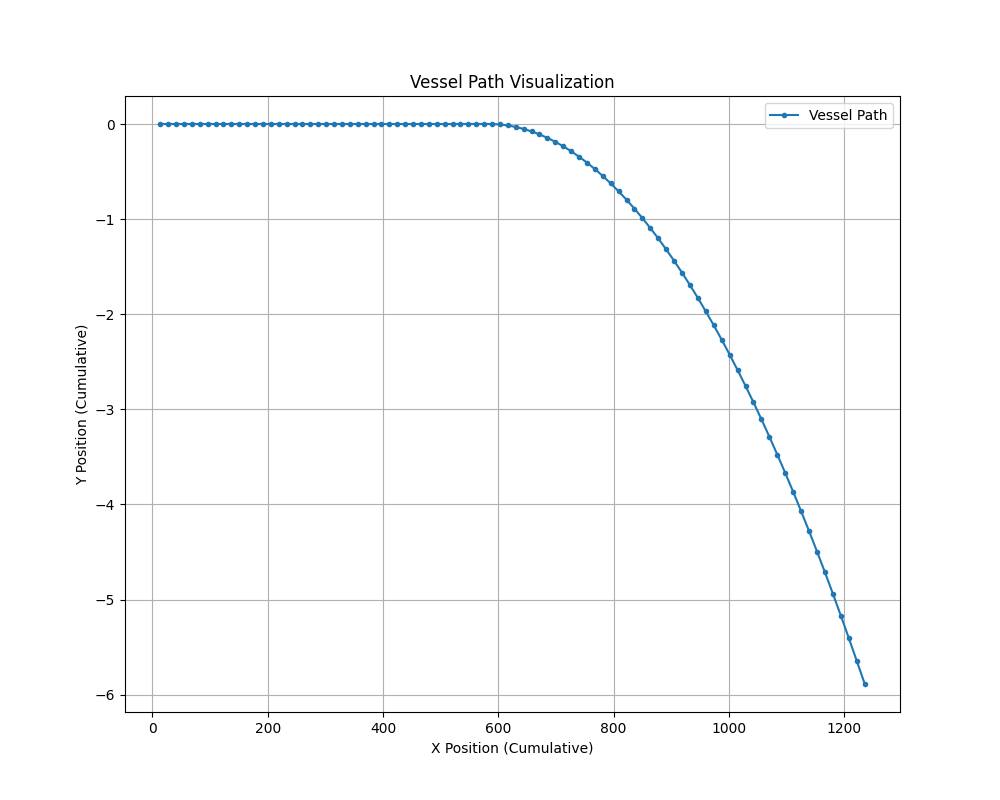 Vessel Path Visualization
Vessel Path
0
−1
−2
−3
−4
−5
−6
Y Position (Cumulative)
0 200 400 600 800 1000 1200
X Position (Cumulative)